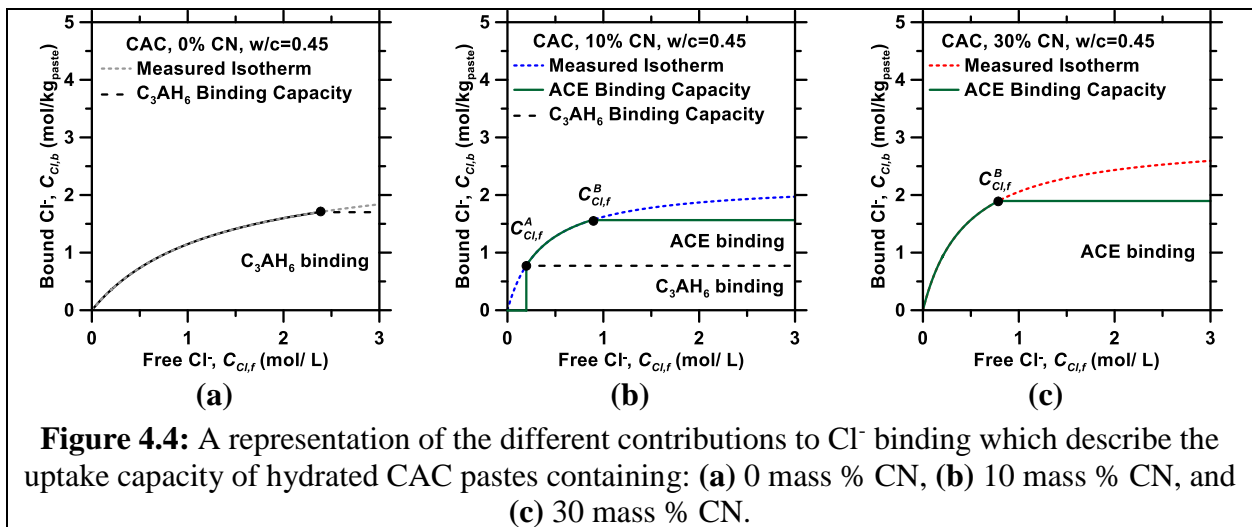 5
4
3
2
1
0
Bound Cl⁻, C_Cl,b (mol/kg_paste)
CAC, 0% CN, w/c=0.45
Measured Isotherm
C₃AH₆ Binding Capacity
C₃AH₆ binding
0 1 2 3
Free Cl⁻, C_Cl,f (mol/ L)
(a)
5
4
3
2
1
0
Bound Cl⁻, C_Cl,b (mol/kg_paste)
CAC, 10% CN, w/c=0.45
Measured Isotherm
ACE Binding Capacity
C₃AH₆ Binding Capacity
C^B_Cl,f
C^A_Cl,f
ACE binding
C₃AH₆ binding
0 1 2 3
Free Cl⁻, C_Cl,f (mol/ L)
(b)
5
4
3
2
1
0
Bound Cl⁻, C_Cl,b (mol/kg_paste)
CAC, 30% CN, w/c=0.45
Measured Isotherm
ACE Binding Capacity
C^B_Cl,f
ACE binding
0 1 2 3
Free Cl⁻, C_Cl,f (mol/ L)
(c)
Figure 4.4: A representation of the different contributions to Cl⁻ binding which describe the
uptake capacity of hydrated CAC pastes containing: (a) 0 mass % CN, (b) 10 mass % CN, and
(c) 30 mass % CN.